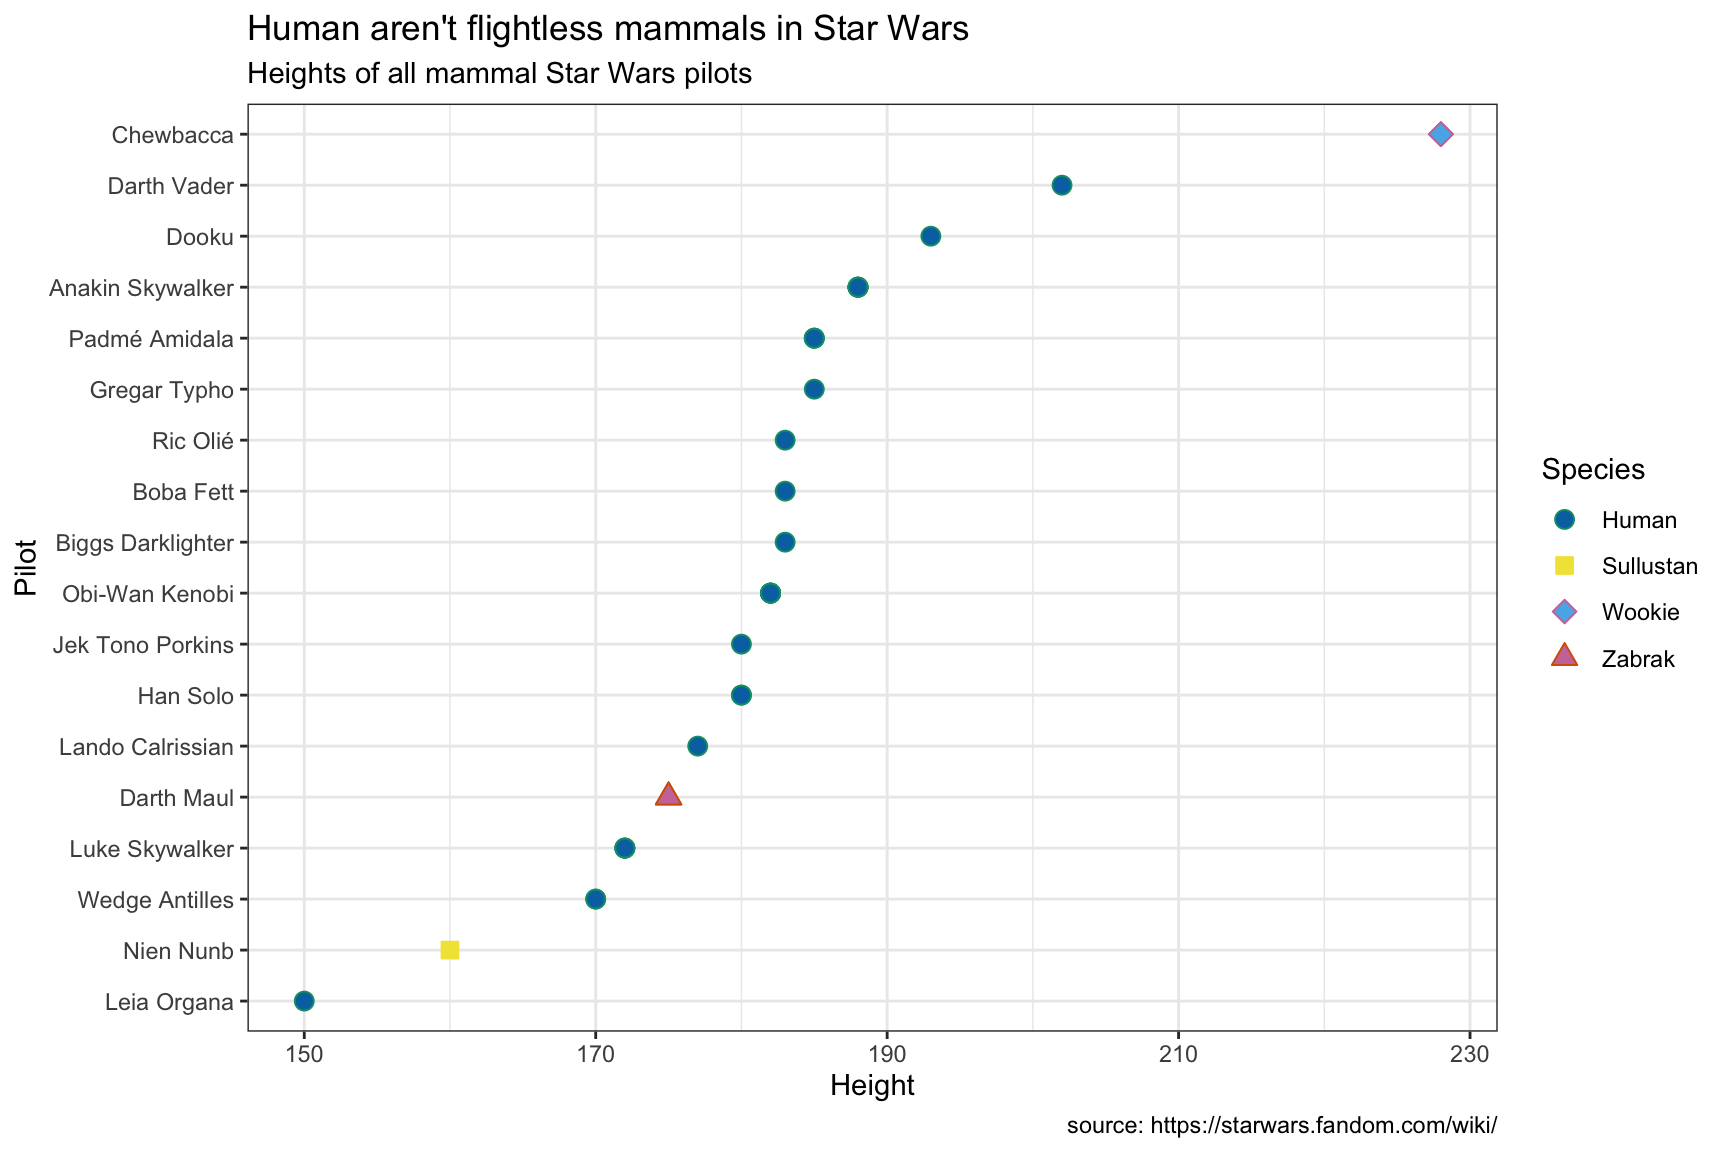 Human aren't flightless mammals in Star Wars
Heights of all mammal Star Wars pilots
Chewbacca
Darth Vader
Dooku
Anakin Skywalker
Padmé Amidala
Gregar Typho
Ric Olié
Boba Fett
Biggs Darklighter
Obi-Wan Kenobi
Jek Tono Porkins
Han Solo
Lando Calrissian
Darth Maul
Luke Skywalker
Wedge Antilles
Nien Nunb
Leia Organa
Pilot
150 170 190 210 230
Height
Species
Human
Sullustan
Wookie
Zabrak
source: https://starwars.fandom.com/wiki/